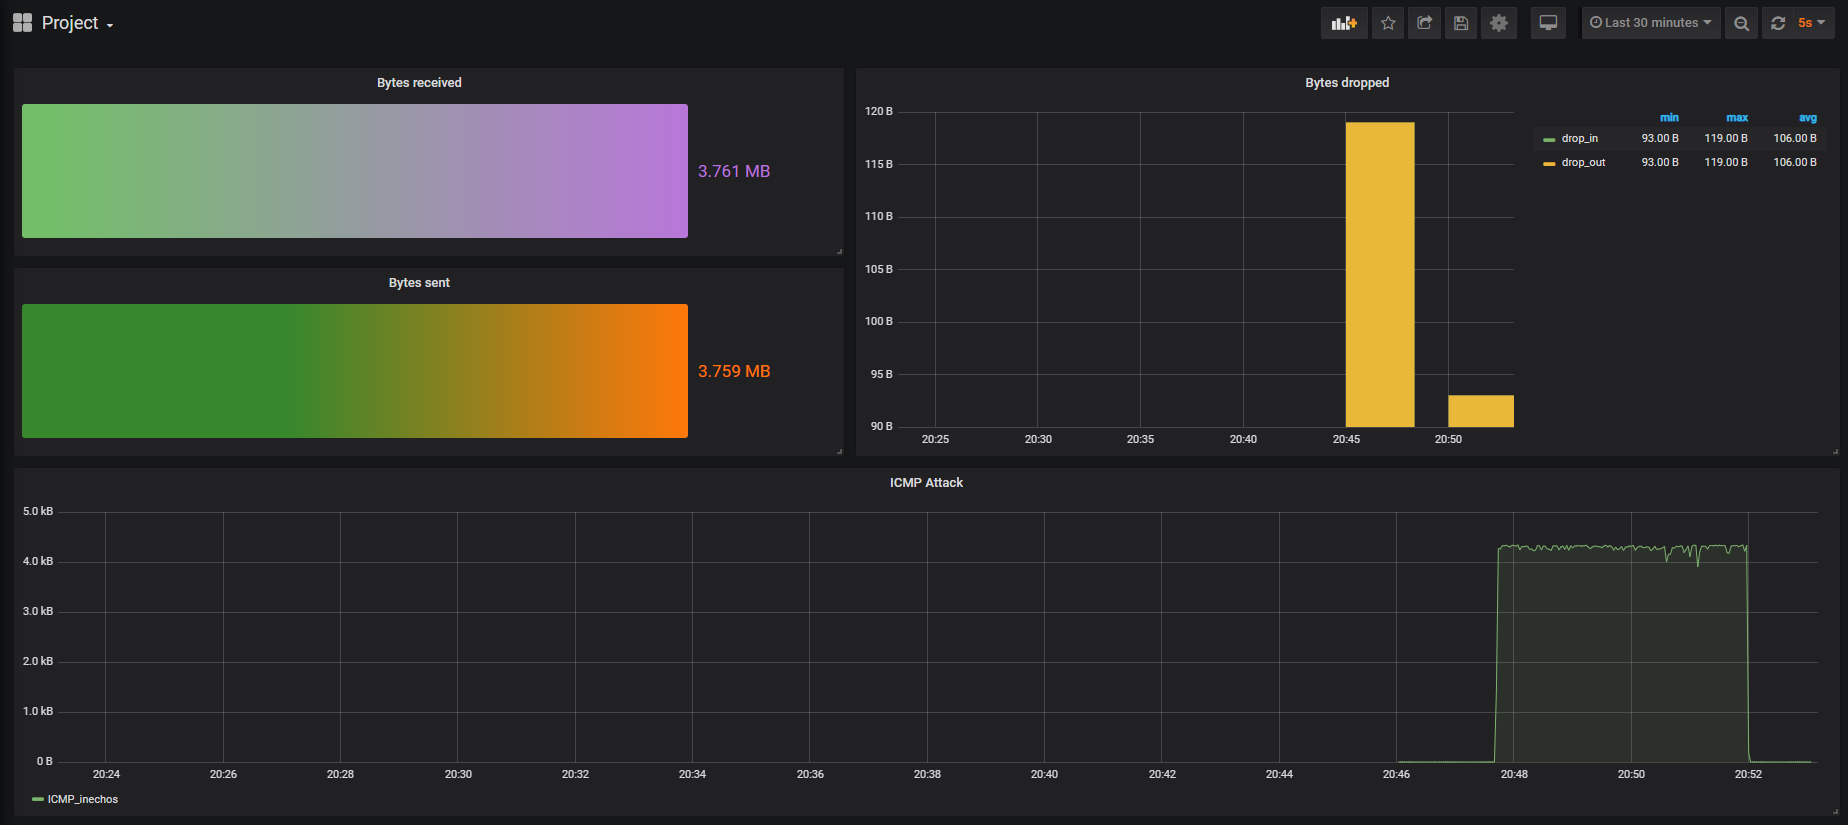 Project
Last 30 minutes
5s
Bytes received
3.761 MB
Bytes sent
3.759 MB
Bytes dropped
120 B
115 B
110 B
105 B
100 B
95 B
90 B
20:25 20:30 20:35 20:40 20:45 20:50
min max avg
drop_in 93.00 B 119.00 B 106.00 B
drop_out 93.00 B 119.00 B 106.00 B
ICMP Attack
5.0 kB
4.0 kB
3.0 kB
2.0 kB
1.0 kB
0 B
20:24 20:26 20:28 20:30 20:32 20:34 20:36 20:38 20:40 20:42 20:44 20:46 20:48 20:50 20:52
ICMP_inechos